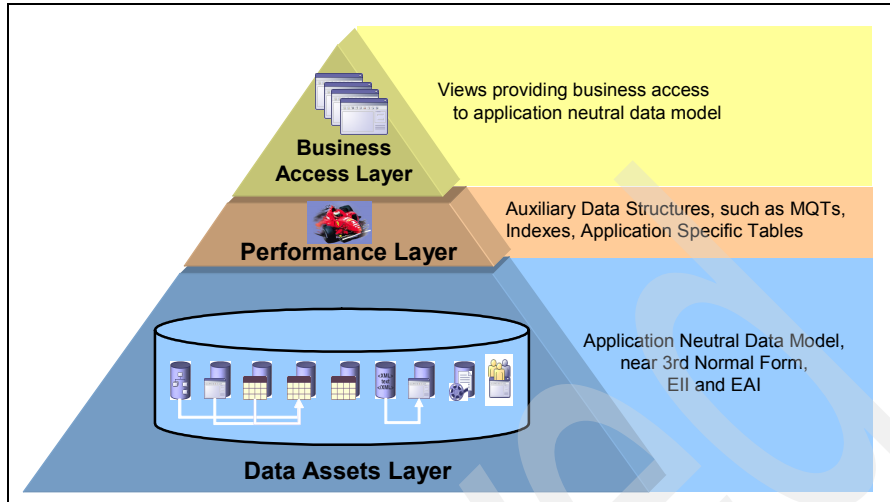 Views providing business access
to application neutral data model
Business
Access Layer
Auxiliary Data Structures, such as MQTs,
Indexes, Application Specific Tables
Performance Layer
Application Neutral Data Model,
near 3rd Normal Form,
EII and EAI
text
Data Assets Layer